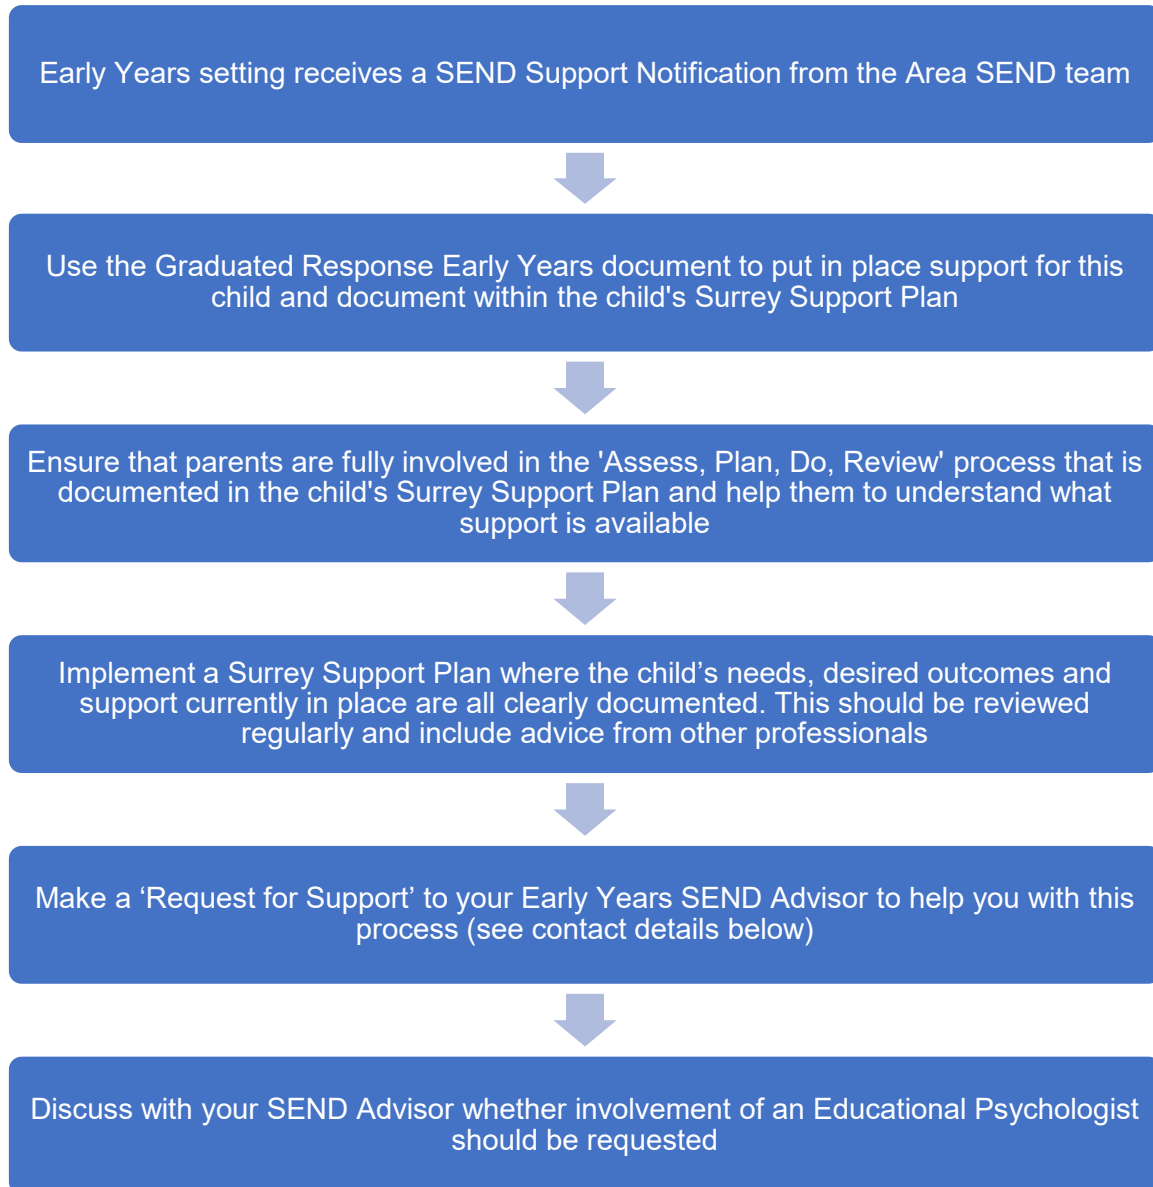 Early Years setting receives a SEND Support Notification from the Area SEND team
Use the Graduated Response Early Years document to put in place support for this
child and document within the child's Surrey Support Plan
Ensure that parents are fully involved in the 'Assess, Plan, Do, Review' process that is
documented in the child's Surrey Support Plan and help them to understand what
support is available
Implement a Surrey Support Plan where the child’s needs, desired outcomes and
support currently in place are all clearly documented. This should be reviewed
regularly and include advice from other professionals
Make a ‘Request for Support’ to your Early Years SEND Advisor to help you with this
process (see contact details below)
Discuss with your SEND Advisor whether involvement of an Educational Psychologist
should be requested